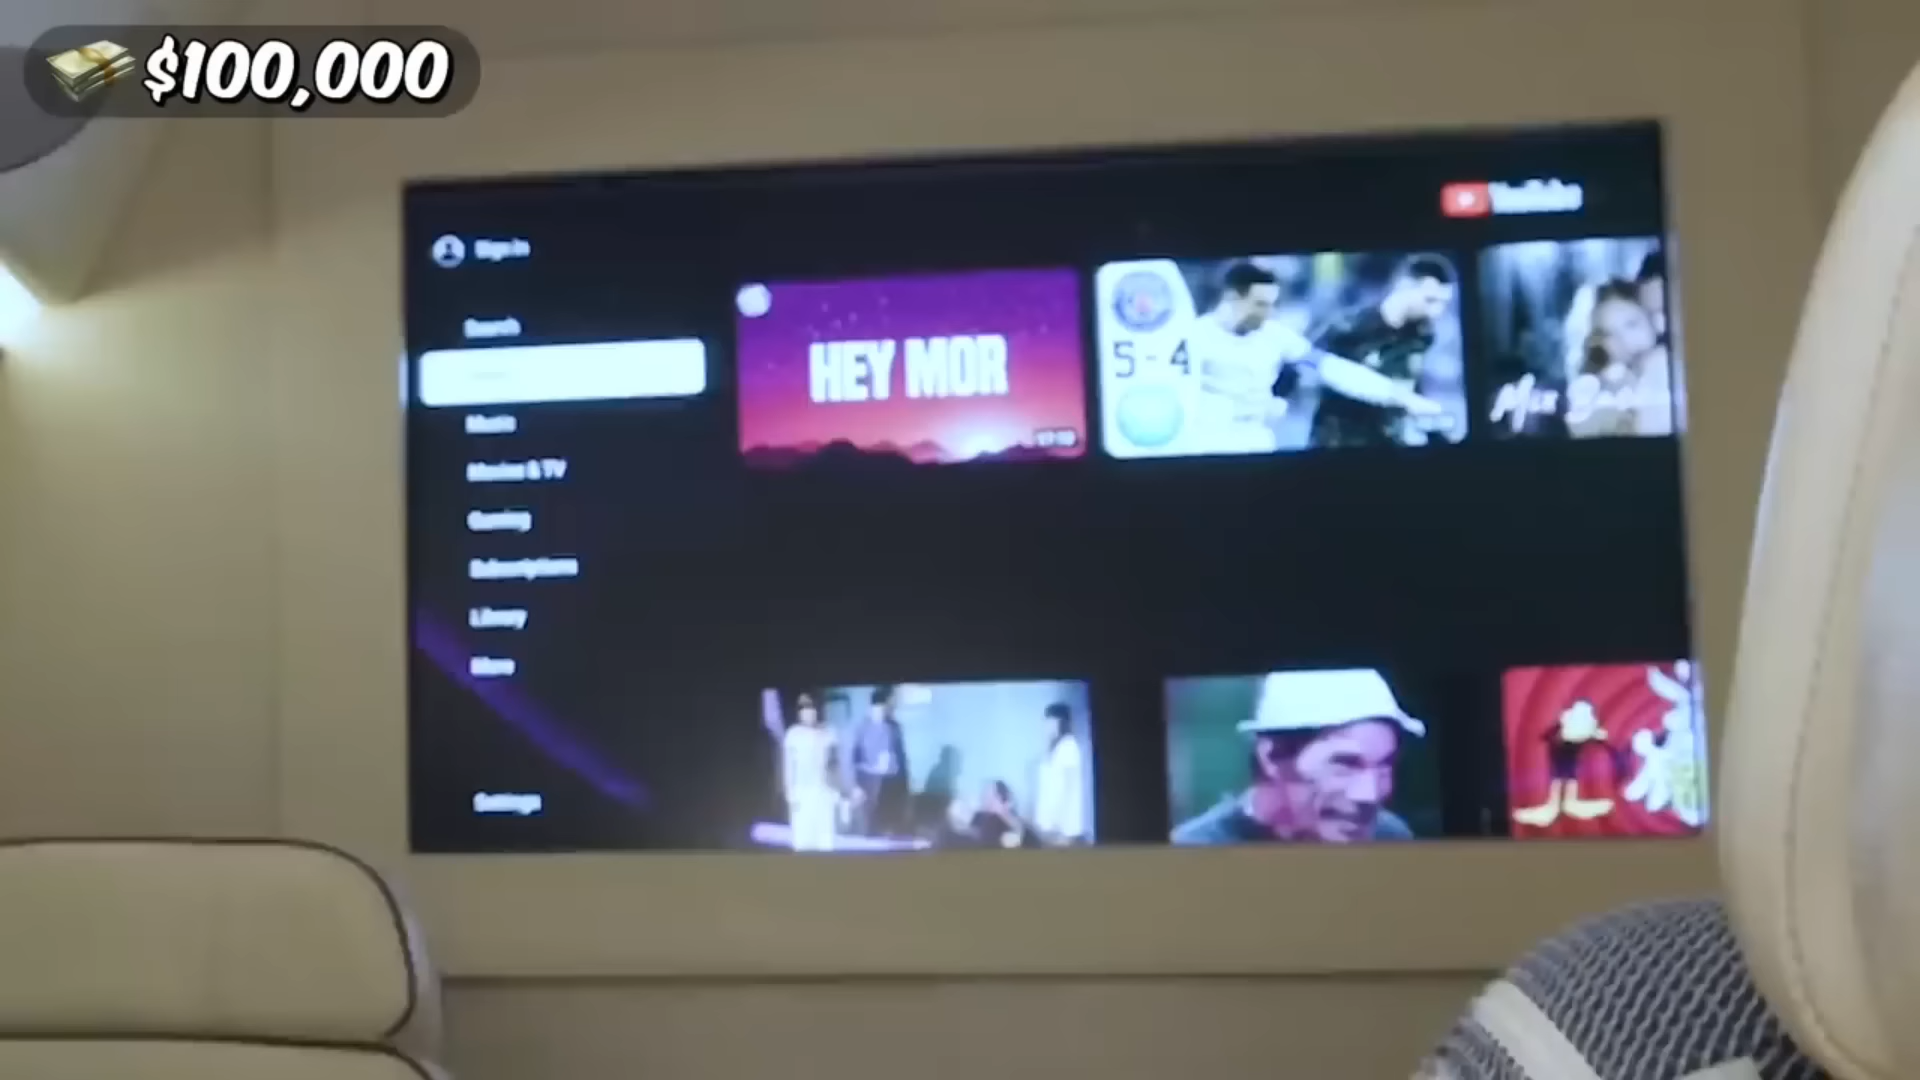 $100,000
YouTube
Sign in
Search
HEY MOR
5-4
Music
Movies & TV
Gaming
Subscriptions
Library
More
Settings